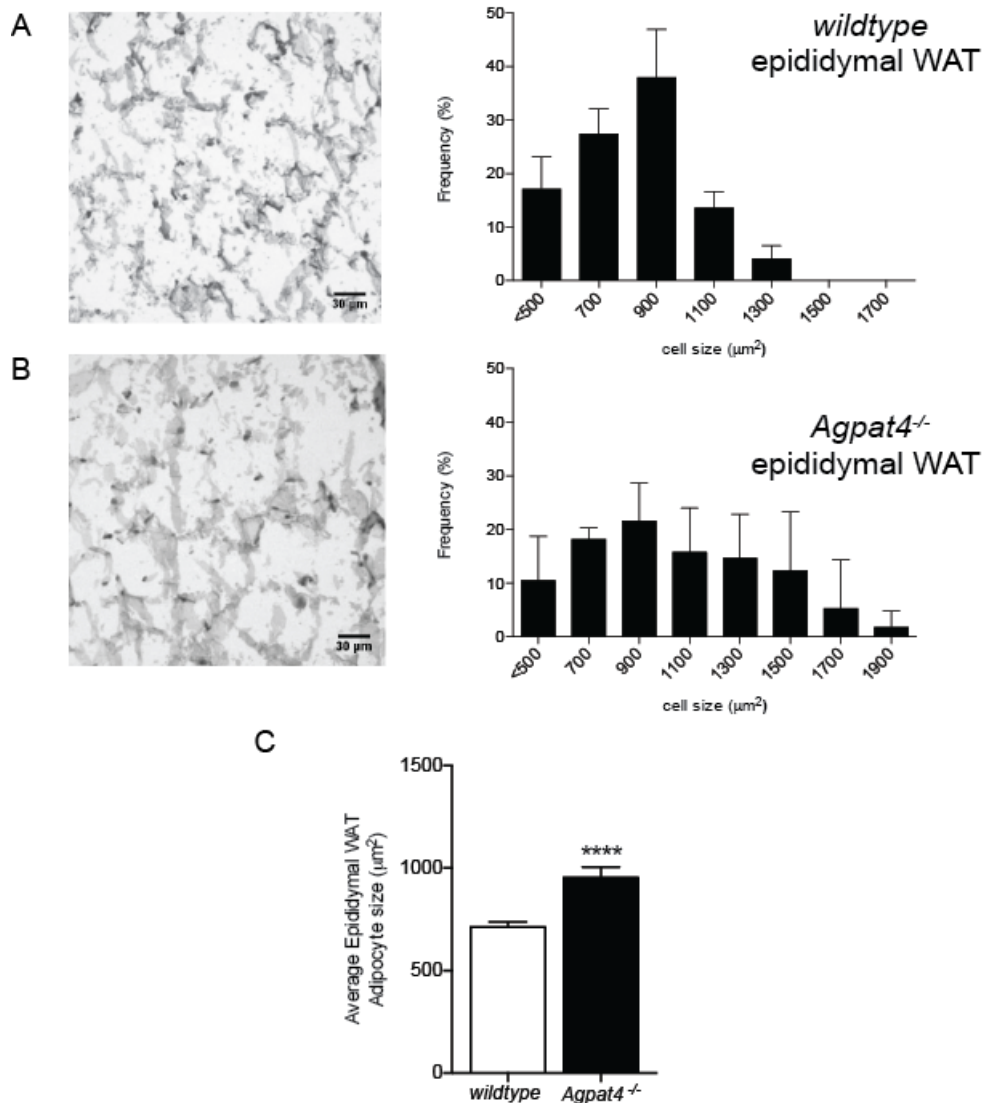 A
30 µm
50
40
30
20
10
0
Frequency (%)
wildtype
epididymal WAT
<500
700
900
1100
1300
1500
1700
cell size (µm²)
B
30 µm
50
40
30
20
10
0
Frequency (%)
Agpat4-/-
epididymal WAT
<500
700
900
1100
1300
1500
1700
1900
cell size (µm²)
C
1500
1000
500
0
Average Epididymal WAT
Adipocyte size (µm²)
****
wildtype
Agpat4 -/-